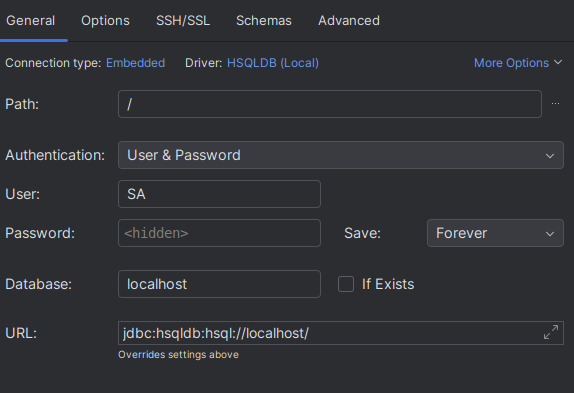 General Options SSH/SSL Schemas Advanced
Connection type: Embedded Driver: HSQLDB (Local) More Options
Path: / ...
Authentication: User & Password
User: SA
Password: <hidden> Save: Forever
Database: localhost If Exists
URL: jdbc:hsqldb:hsql://localhost/
Overrides settings above